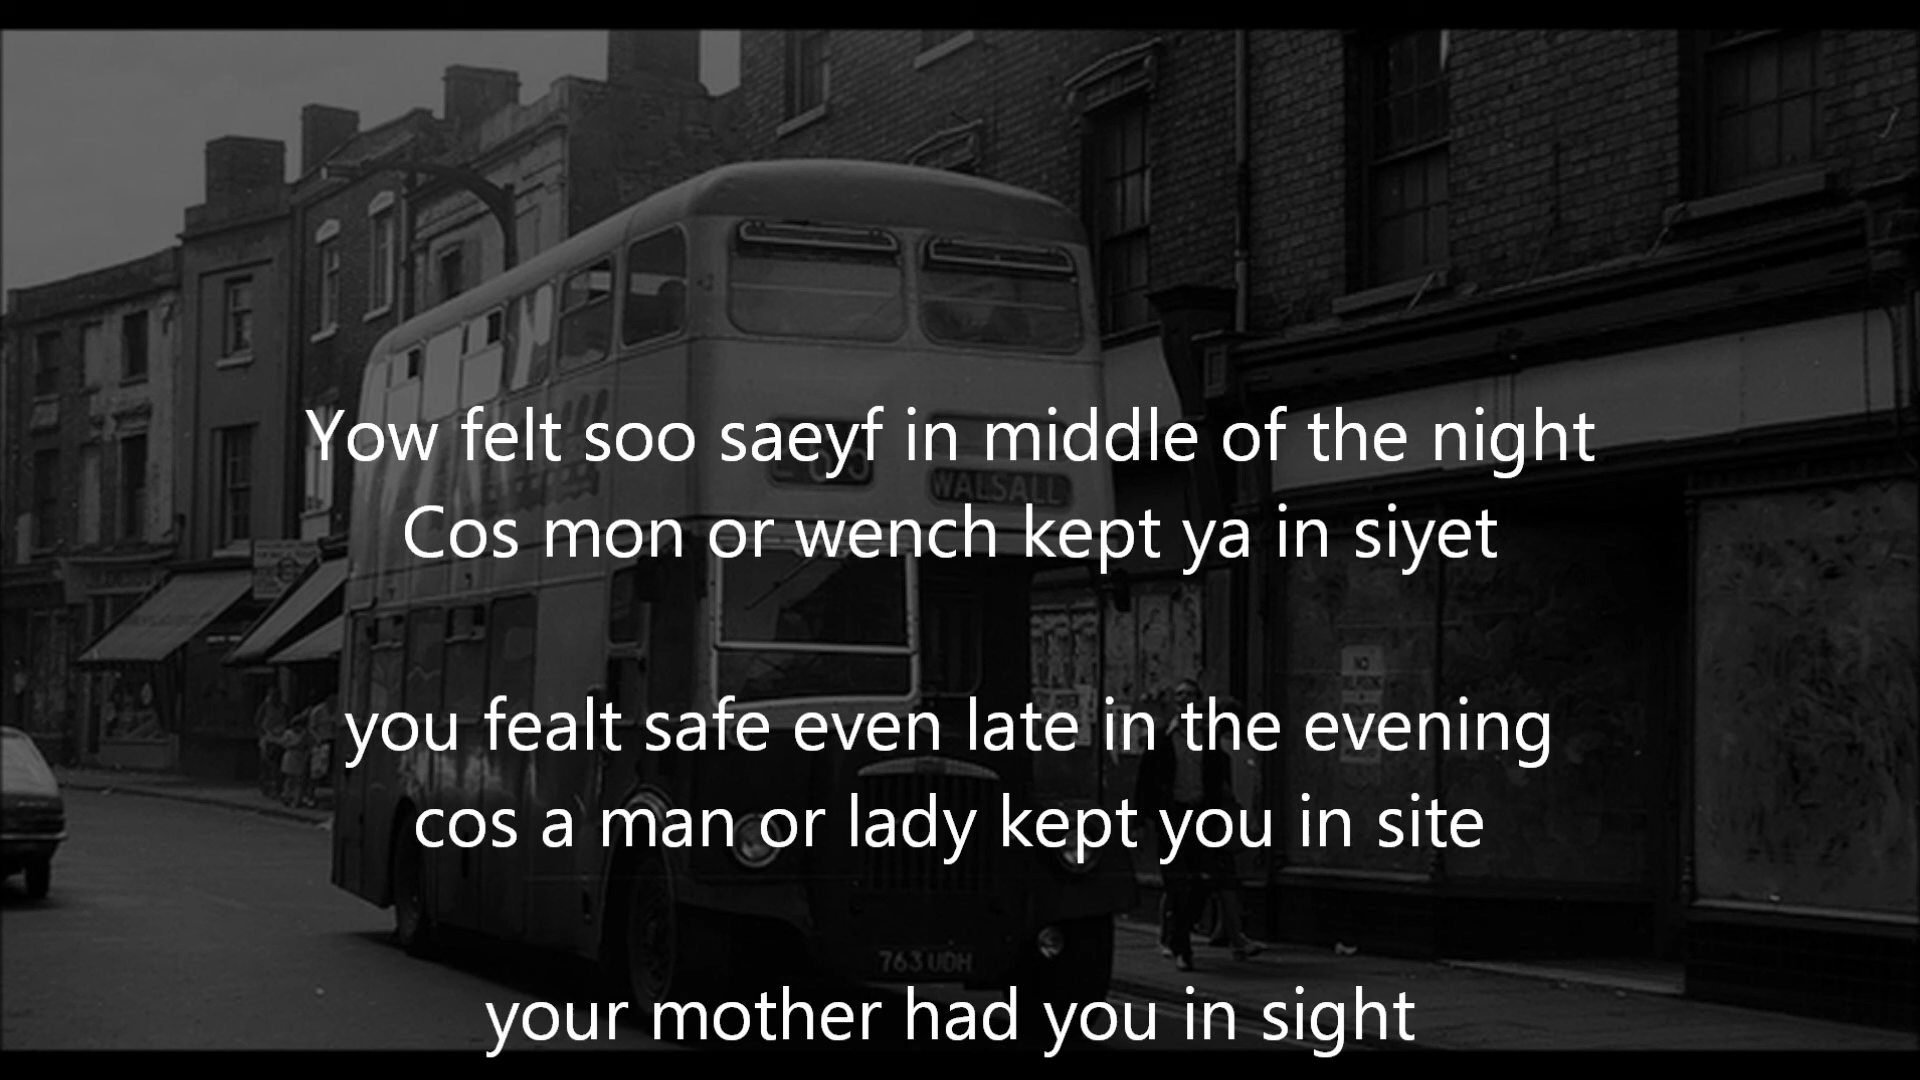 Yow felt soo saeyf in middle of the night
WALSALL
Cos mon or wench kept ya in siyet
NO
you fealt safe even late in the evening
cos a man or lady kept you in site
763 UDH
your mother had you in sight